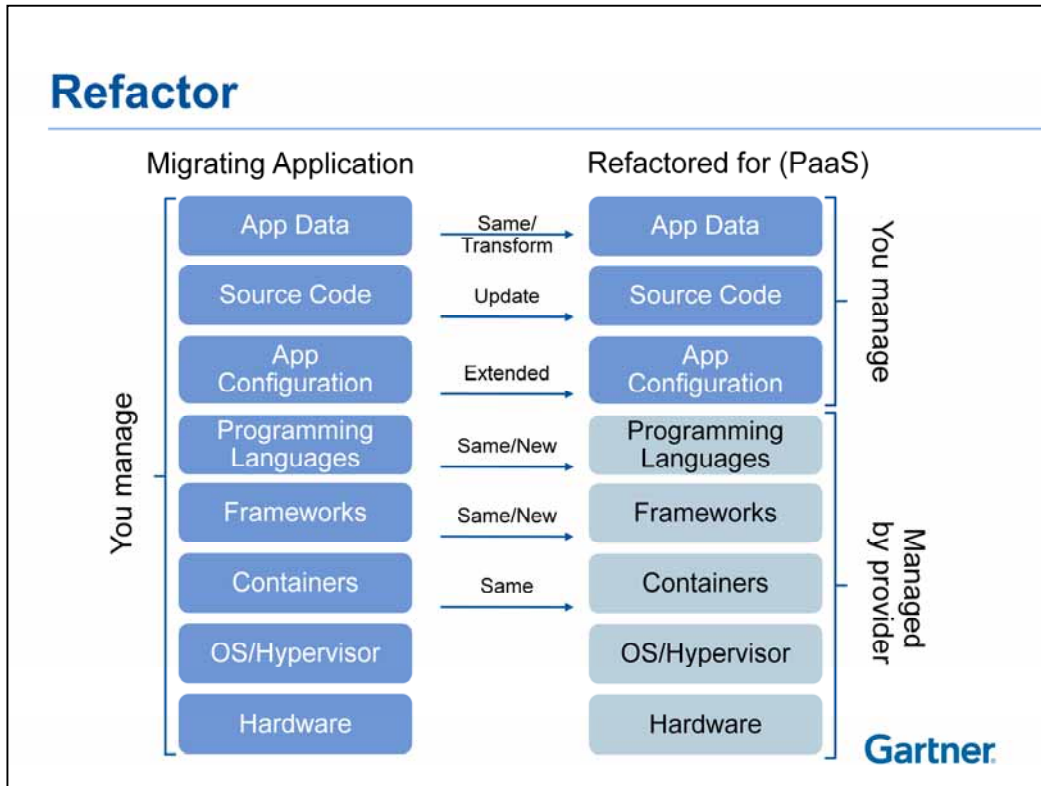 Refactor
Migrating Application
Refactored for (PaaS)
You manage
App Data
Same/
Transform
App Data
Source Code
Update
Source Code
App
Configuration
Extended
App
Configuration
Programming
Languages
Same/New
Programming
Languages
Frameworks
Same/New
Frameworks
Containers
Same
Containers
OS/Hypervisor
OS/Hypervisor
Hardware
Hardware
You manage
Managed
by provider
Gartner.